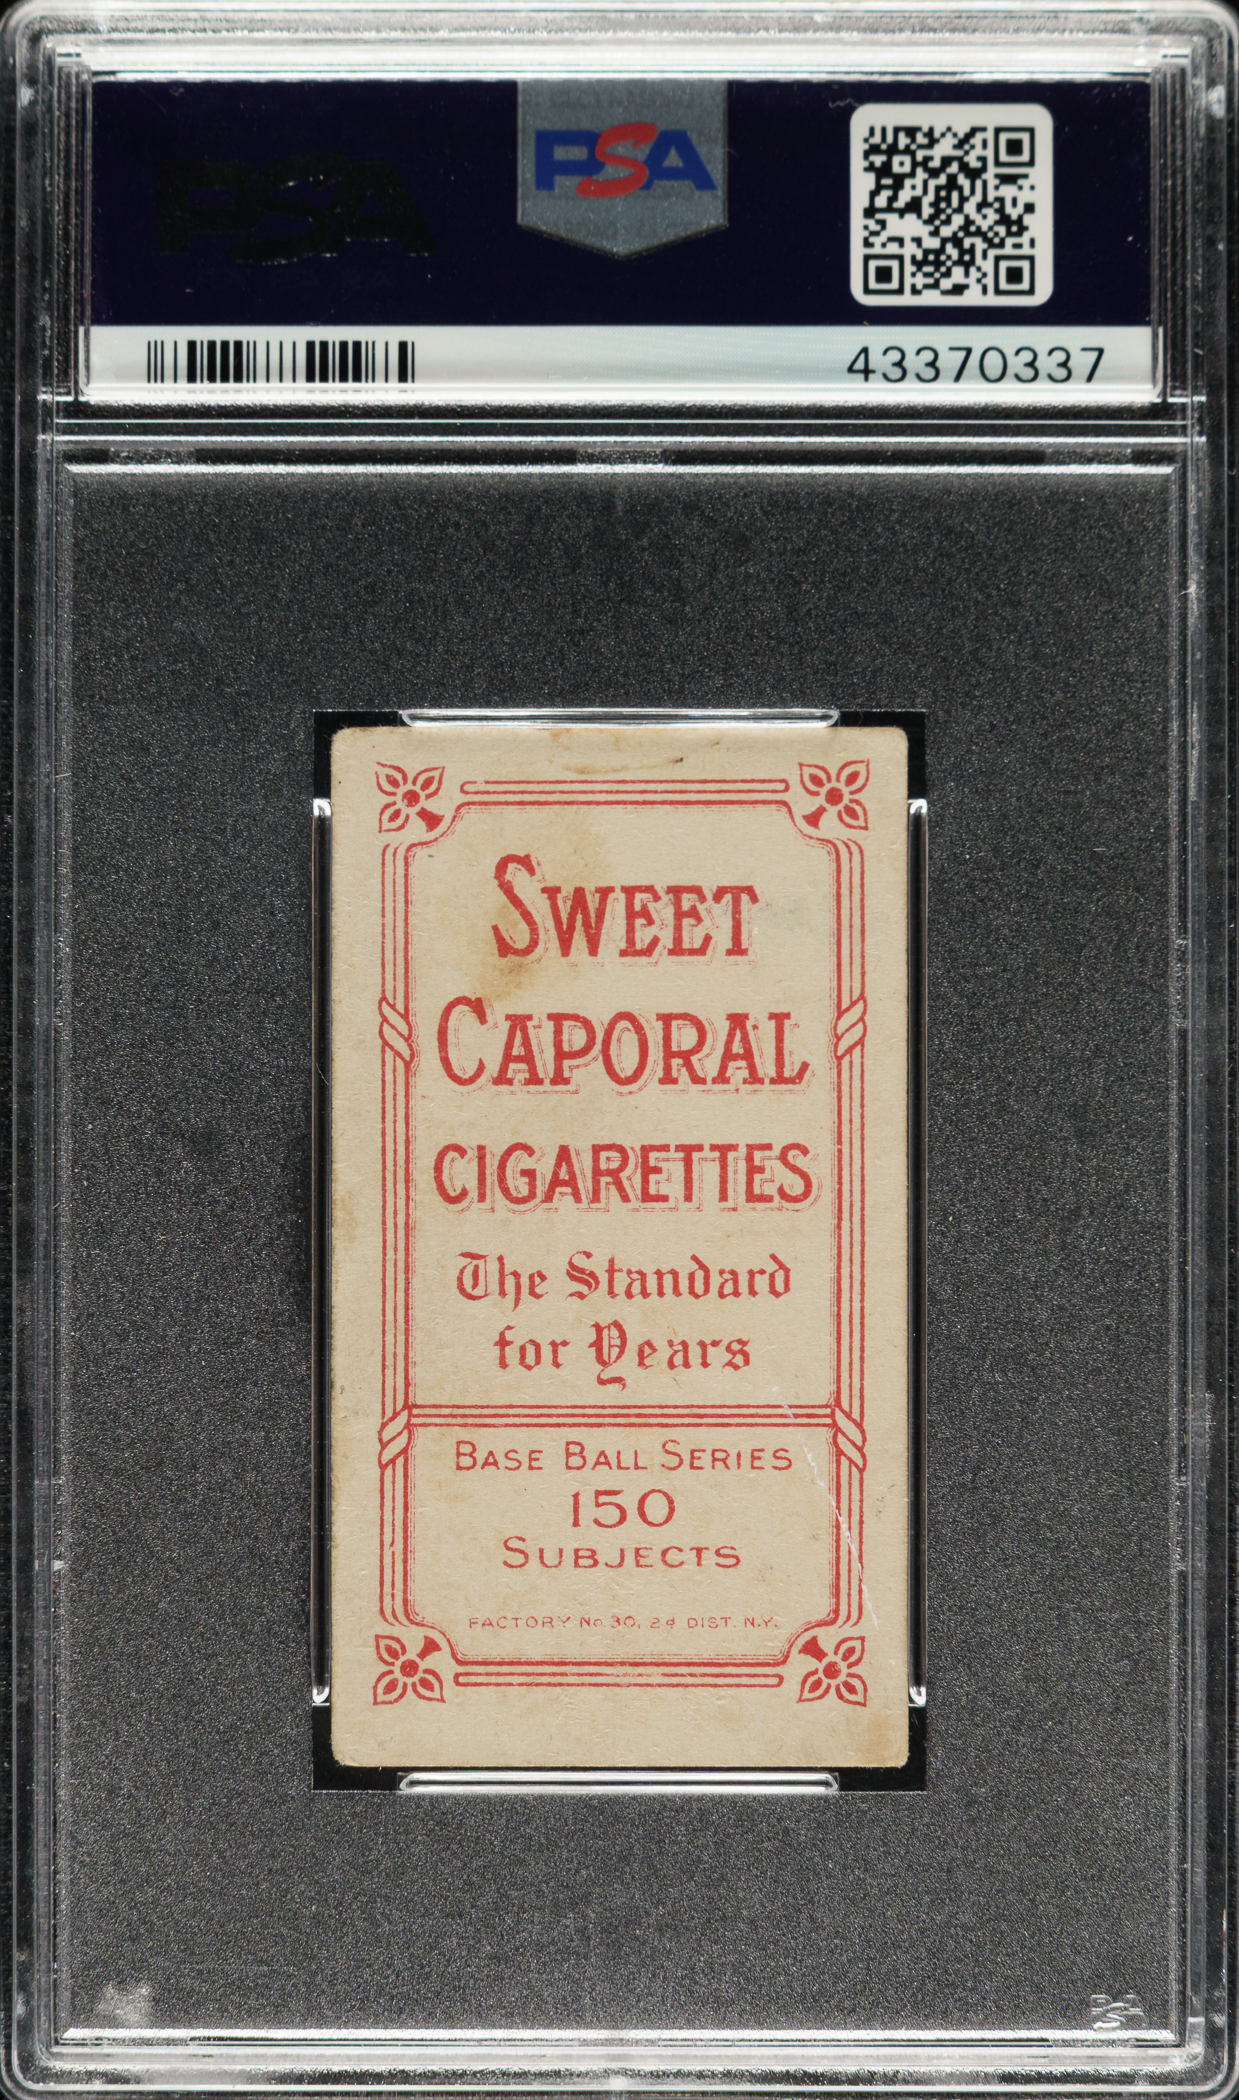 PSA
PSA
43370337
SWEET
CAPORAL
CIGARETTES
The Standard
for Years
BASE BALL SERIES
150
SUBJECTS
FACTORY No. 30, 2d DIST. N.Y.
PSA